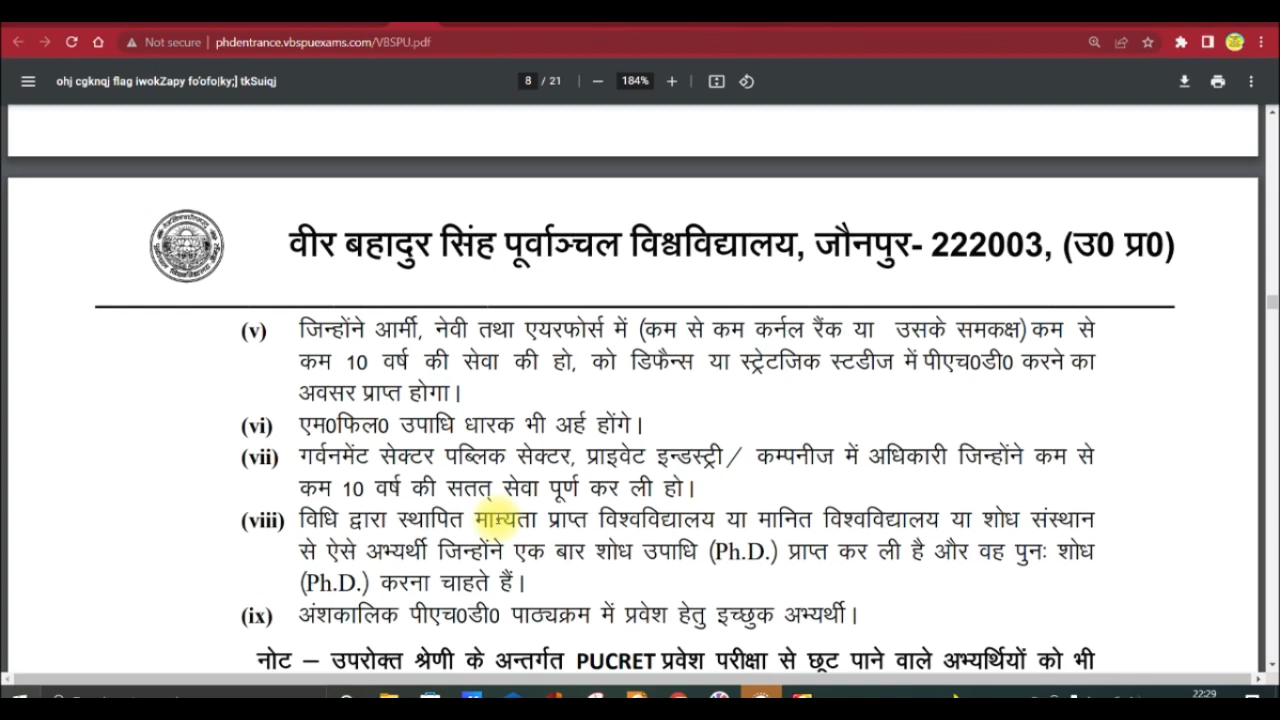 Not secure | phdentrance.vbspuexams.com/VBSPU.pdf
ohj cgknqj flag iwokZapy fo'ofo|ky;] tkSuiqj 8 / 21 184%
वीर बहादुर सिंह पूर्वाञ्चल विश्वविद्यालय, जौनपुर- 222003, (उ0 प्र0)
(v) जिन्होंने आर्मी, नेवी तथा एयरफोर्स में (कम से कम कर्नल रैंक या उसके समकक्ष) कम से
कम 10 वर्ष की सेवा की हो, को डिफैन्स या स्ट्रेटजिक स्टडीज में पीएच0डी0 करने का
अवसर प्राप्त होगा।
(vi) एम0फिल0 उपाधि धारक भी अर्ह होंगे।
(vii) गर्वनमेंट सेक्टर पब्लिक सेक्टर, प्राइवेट इन्डस्ट्री/ कम्पनीज में अधिकारी जिन्होंने कम से
कम 10 वर्ष की सतत् सेवा पूर्ण कर ली हो।
(viii) विधि द्वारा स्थापित मान्यता प्राप्त विश्वविद्यालय या मानित विश्वविद्यालय या शोध संस्थान
से ऐसे अभ्यर्थी जिन्होंने एक बार शोध उपाधि (Ph.D.) प्राप्त कर ली है और वह पुनः शोध
(Ph.D.) करना चाहते हैं।
(ix) अंशकालिक पीएच0डी0 पाठ्यक्रम में प्रवेश हेतु इच्छुक अभ्यर्थी।
नोट – उपरोक्त श्रेणी के अन्तर्गत PUCRET प्रवेश परीक्षा से छूट पाने वाले अभ्यर्थियों को भी
22:29